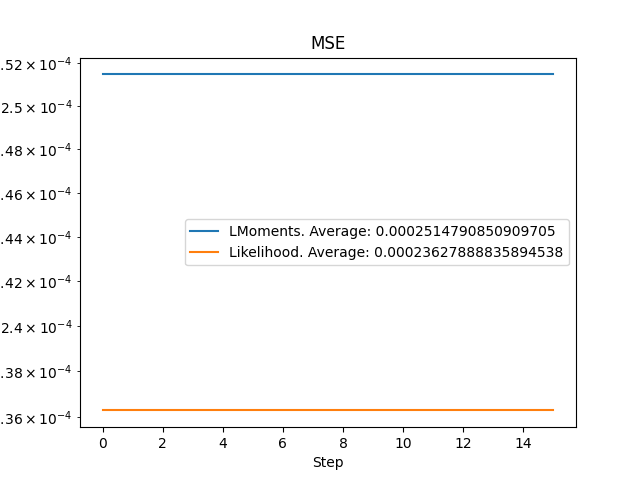 MSE
.52 × 10⁻⁴
2.5 × 10⁻⁴
.48 × 10⁻⁴
.46 × 10⁻⁴
.44 × 10⁻⁴
.42 × 10⁻⁴
2.4 × 10⁻⁴
.38 × 10⁻⁴
.36 × 10⁻⁴
LMoments. Average: 0.0002514790850909705
Likelihood. Average: 0.00023627888835894538
0 2 4 6 8 10 12 14
Step